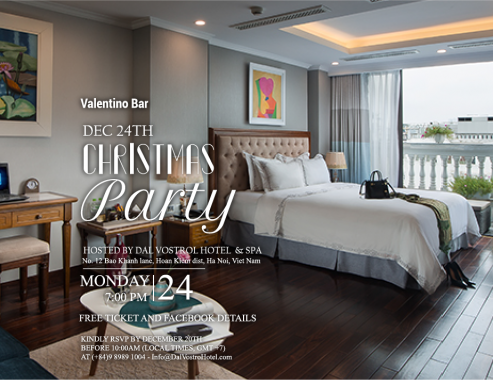 Valentino Bar
DEC 24TH
CHRISTMAS
Party
HOSTED BY DAL VOSTROL HOTEL & SPA
No. 12 Bao Khanh lane, Hoan Kiem dist, Ha Noi, Viet Nam
MONDAY
7:00 PM
24
FREE TICKET AND FACEBOOK DETAILS
KINDLY RSVP BY DECEMBER 20TH
BEFORE 10:00AM (LOCAL TIMES, GMT +7)
AT (+84)9 8989 1004 - Info@DalVostroHotel.com